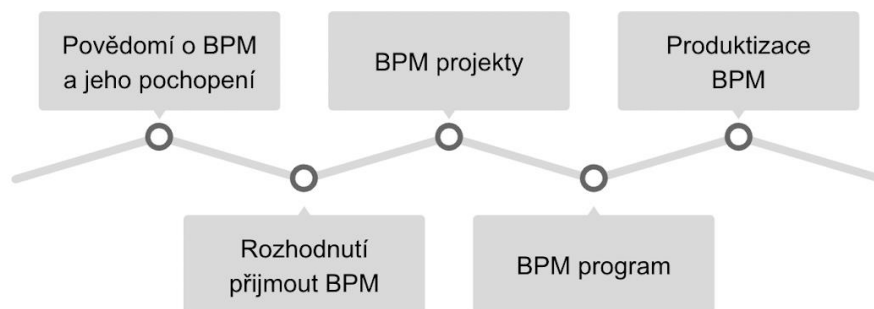 Povědomí o BPM
a jeho pochopení
Rozhodnutí
přijmout BPM
BPM projekty
BPM program
Produktizace
BPM